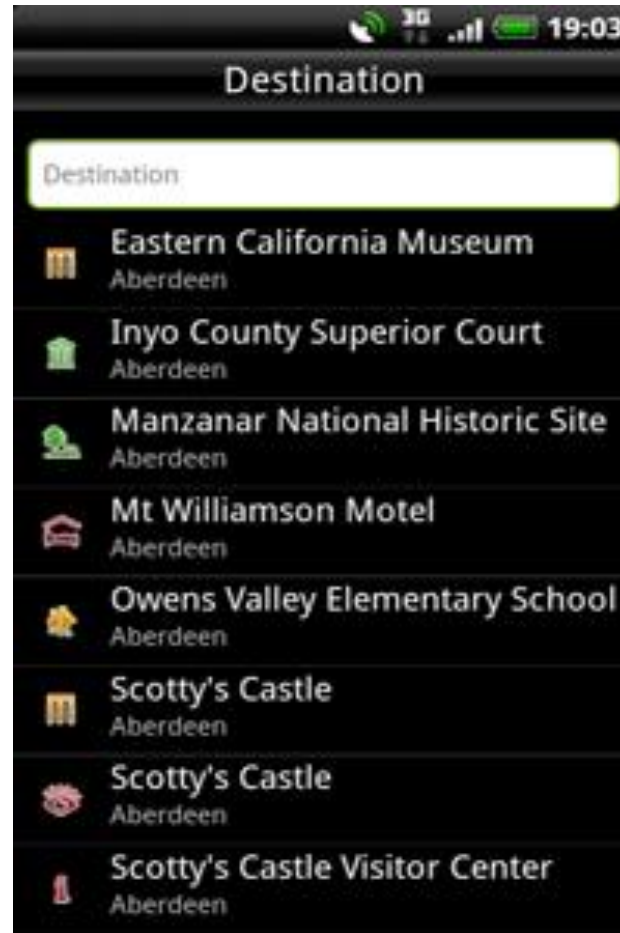 3G 19:03
Destination
Destination
Eastern California Museum
Aberdeen
Inyo County Superior Court
Aberdeen
Manzanar National Historic Site
Aberdeen
Mt Williamson Motel
Aberdeen
Owens Valley Elementary School
Aberdeen
Scotty's Castle
Aberdeen
Scotty's Castle
Aberdeen
Scotty's Castle Visitor Center
Aberdeen